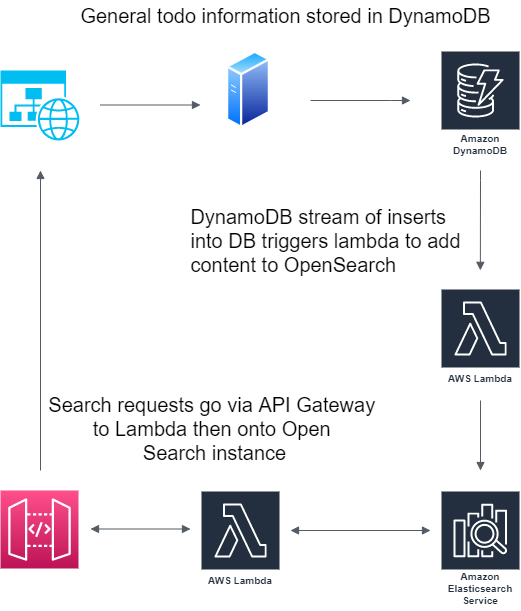 General todo information stored in DynamoDB
Amazon
DynamoDB
DynamoDB stream of inserts
into DB triggers lambda to add
content to OpenSearch
AWS Lambda
Search requests go via API Gateway
to Lambda then onto Open
Search instance
</>
AWS Lambda
Amazon
Elasticsearch
Service